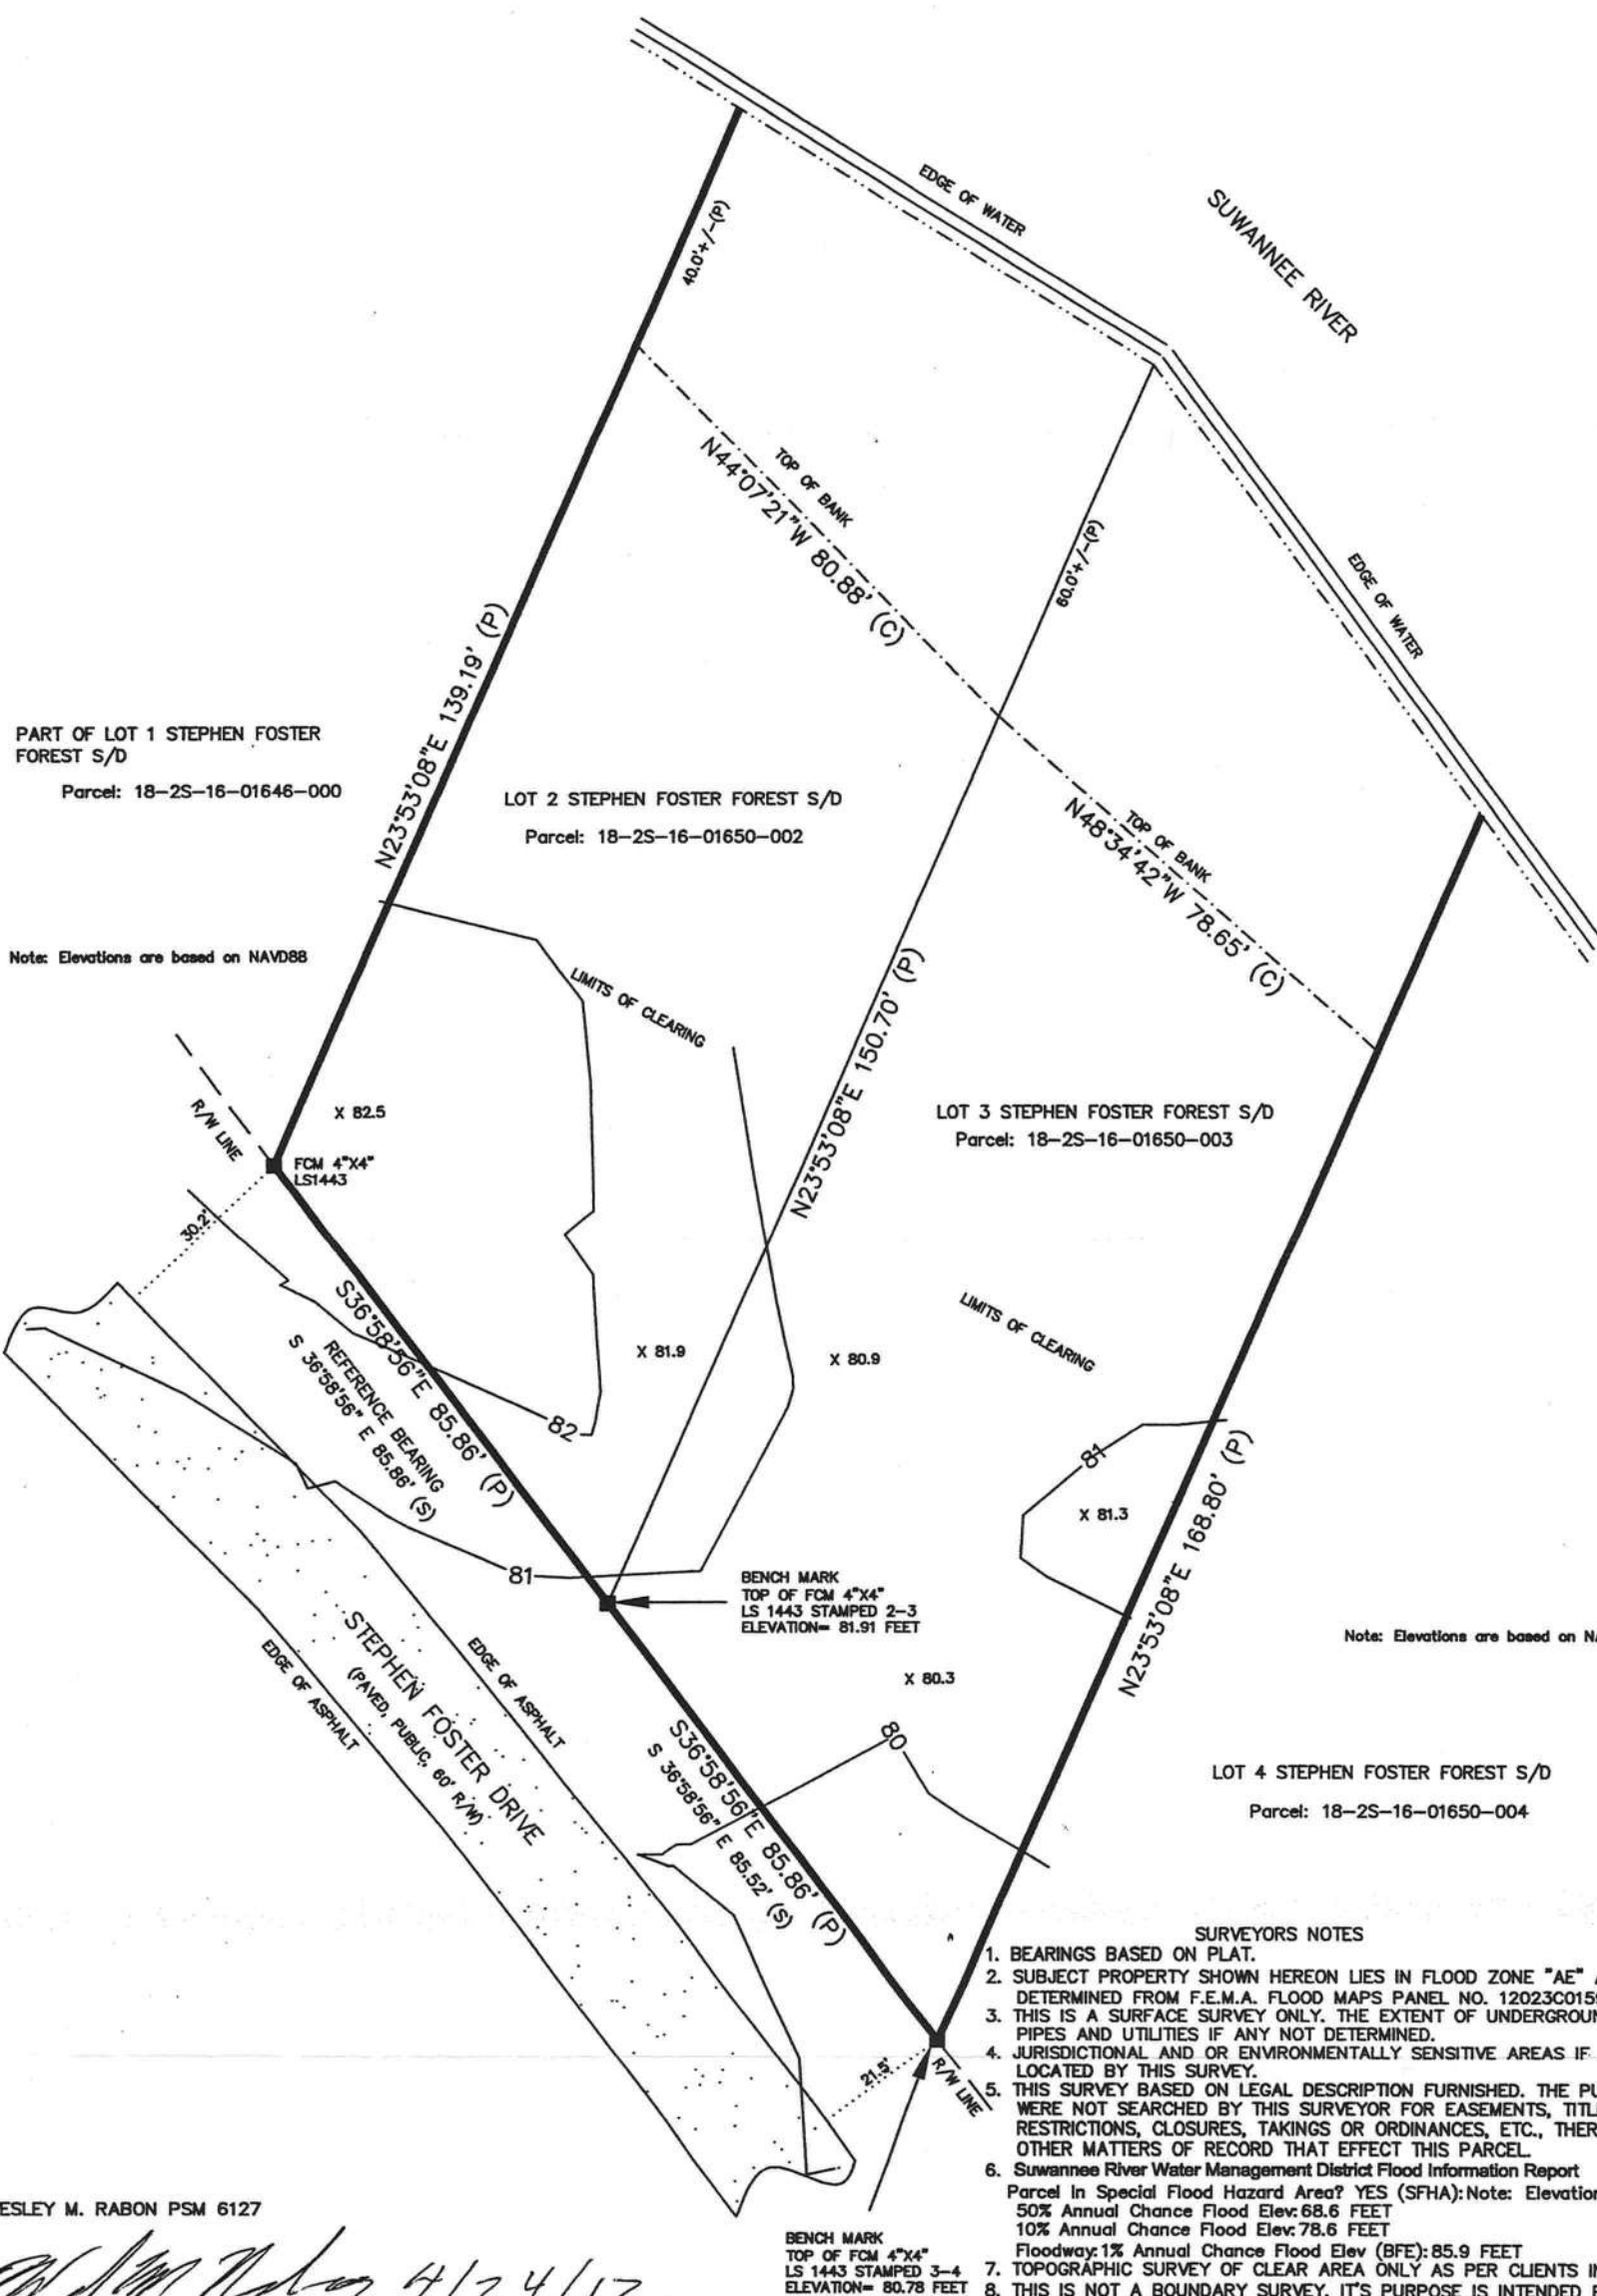 SUWANNEE RIVER
EDGE OF WATER
40.0'+/-(P)
TOP OF BANK
N44°07'21"W 80.88' (C)
60.0'+/-(P)
EDGE OF WATER
N23°53'08"E 139.19' (P)
PART OF LOT 1 STEPHEN FOSTER
FOREST S/D
Parcel: 18-2S-16-01646-000
LOT 2 STEPHEN FOSTER FOREST S/D
Parcel: 18-2S-16-01650-002
TOP OF BANK
N48°34'42"W 78.65' (C)
Note: Elevations are based on NAVD88
LIMITS OF CLEARING
N23°53'08"E 150.70' (P)
R/W LINE
X 82.5
FCM 4"X4"
LS1443
LOT 3 STEPHEN FOSTER FOREST S/D
Parcel: 18-2S-16-01650-003
30.2'
LIMITS OF CLEARING
S36°58'56"E 85.86' (P)
REFERENCE BEARING
S 36°58'56" E 85.86' (S)
X 81.9
X 80.9
82
81
X 81.3
N23°53'08"E 168.80' (P)
81
BENCH MARK
TOP OF FCM 4"X4"
LS 1443 STAMPED 2-3
ELEVATION= 81.91 FEET
Note: Elevations are based on N
STEPHEN FOSTER DRIVE
(PAVED, PUBLIC, 60' R/W)
EDGE OF ASPHALT
EDGE OF ASPHALT
X 80.3
80
S36°58'56"E 85.86' (P)
S 36°58'56" E 85.52' (S)
LOT 4 STEPHEN FOSTER FOREST S/D
Parcel: 18-2S-16-01650-004
21.5'
R/W LINE
SURVEYORS NOTES
1. BEARINGS BASED ON PLAT.
2. SUBJECT PROPERTY SHOWN HEREON LIES IN FLOOD ZONE "AE"
DETERMINED FROM F.E.M.A. FLOOD MAPS PANEL NO. 12023C015
3. THIS IS A SURFACE SURVEY ONLY. THE EXTENT OF UNDERGROU
PIPES AND UTILITIES IF ANY NOT DETERMINED.
4. JURISDICTIONAL AND OR ENVIRONMENTALLY SENSITIVE AREAS IF
LOCATED BY THIS SURVEY.
5. THIS SURVEY BASED ON LEGAL DESCRIPTION FURNISHED. THE PU
WERE NOT SEARCHED BY THIS SURVEYOR FOR EASEMENTS, TITL
RESTRICTIONS, CLOSURES, TAKINGS OR ORDINANCES, ETC., THER
OTHER MATTERS OF RECORD THAT EFFECT THIS PARCEL.
6. Suwannee River Water Management District Flood Information Report
Parcel In Special Flood Hazard Area? YES (SFHA): Note: Elevation
50% Annual Chance Flood Elev: 68.6 FEET
10% Annual Chance Flood Elev: 78.6 FEET
Floodway: 1% Annual Chance Flood Elev (BFE): 85.9 FEET
7. TOPOGRAPHIC SURVEY OF CLEAR AREA ONLY AS PER CLIENTS I
8. THIS IS NOT A BOUNDARY SURVEY. IT'S PURPOSE IS INTENDED
BENCH MARK
TOP OF FCM 4"X4"
LS 1443 STAMPED 3-4
ELEVATION= 80.78 FEET
ESLEY M. RABON PSM 6127